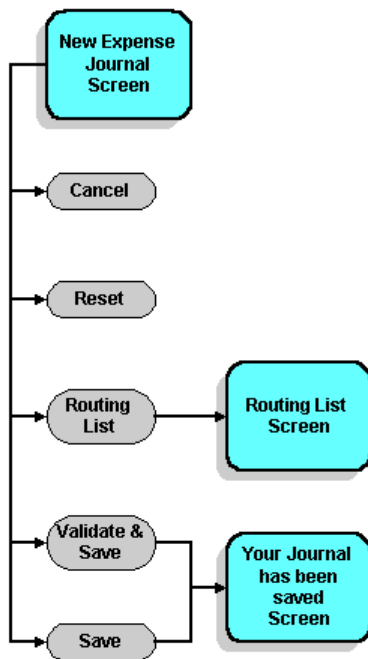 New Expense
Journal
Screen
Cancel
Reset
Routing
List
Routing List
Screen
Validate &
Save
Your Journal
has been
saved
Screen
Save